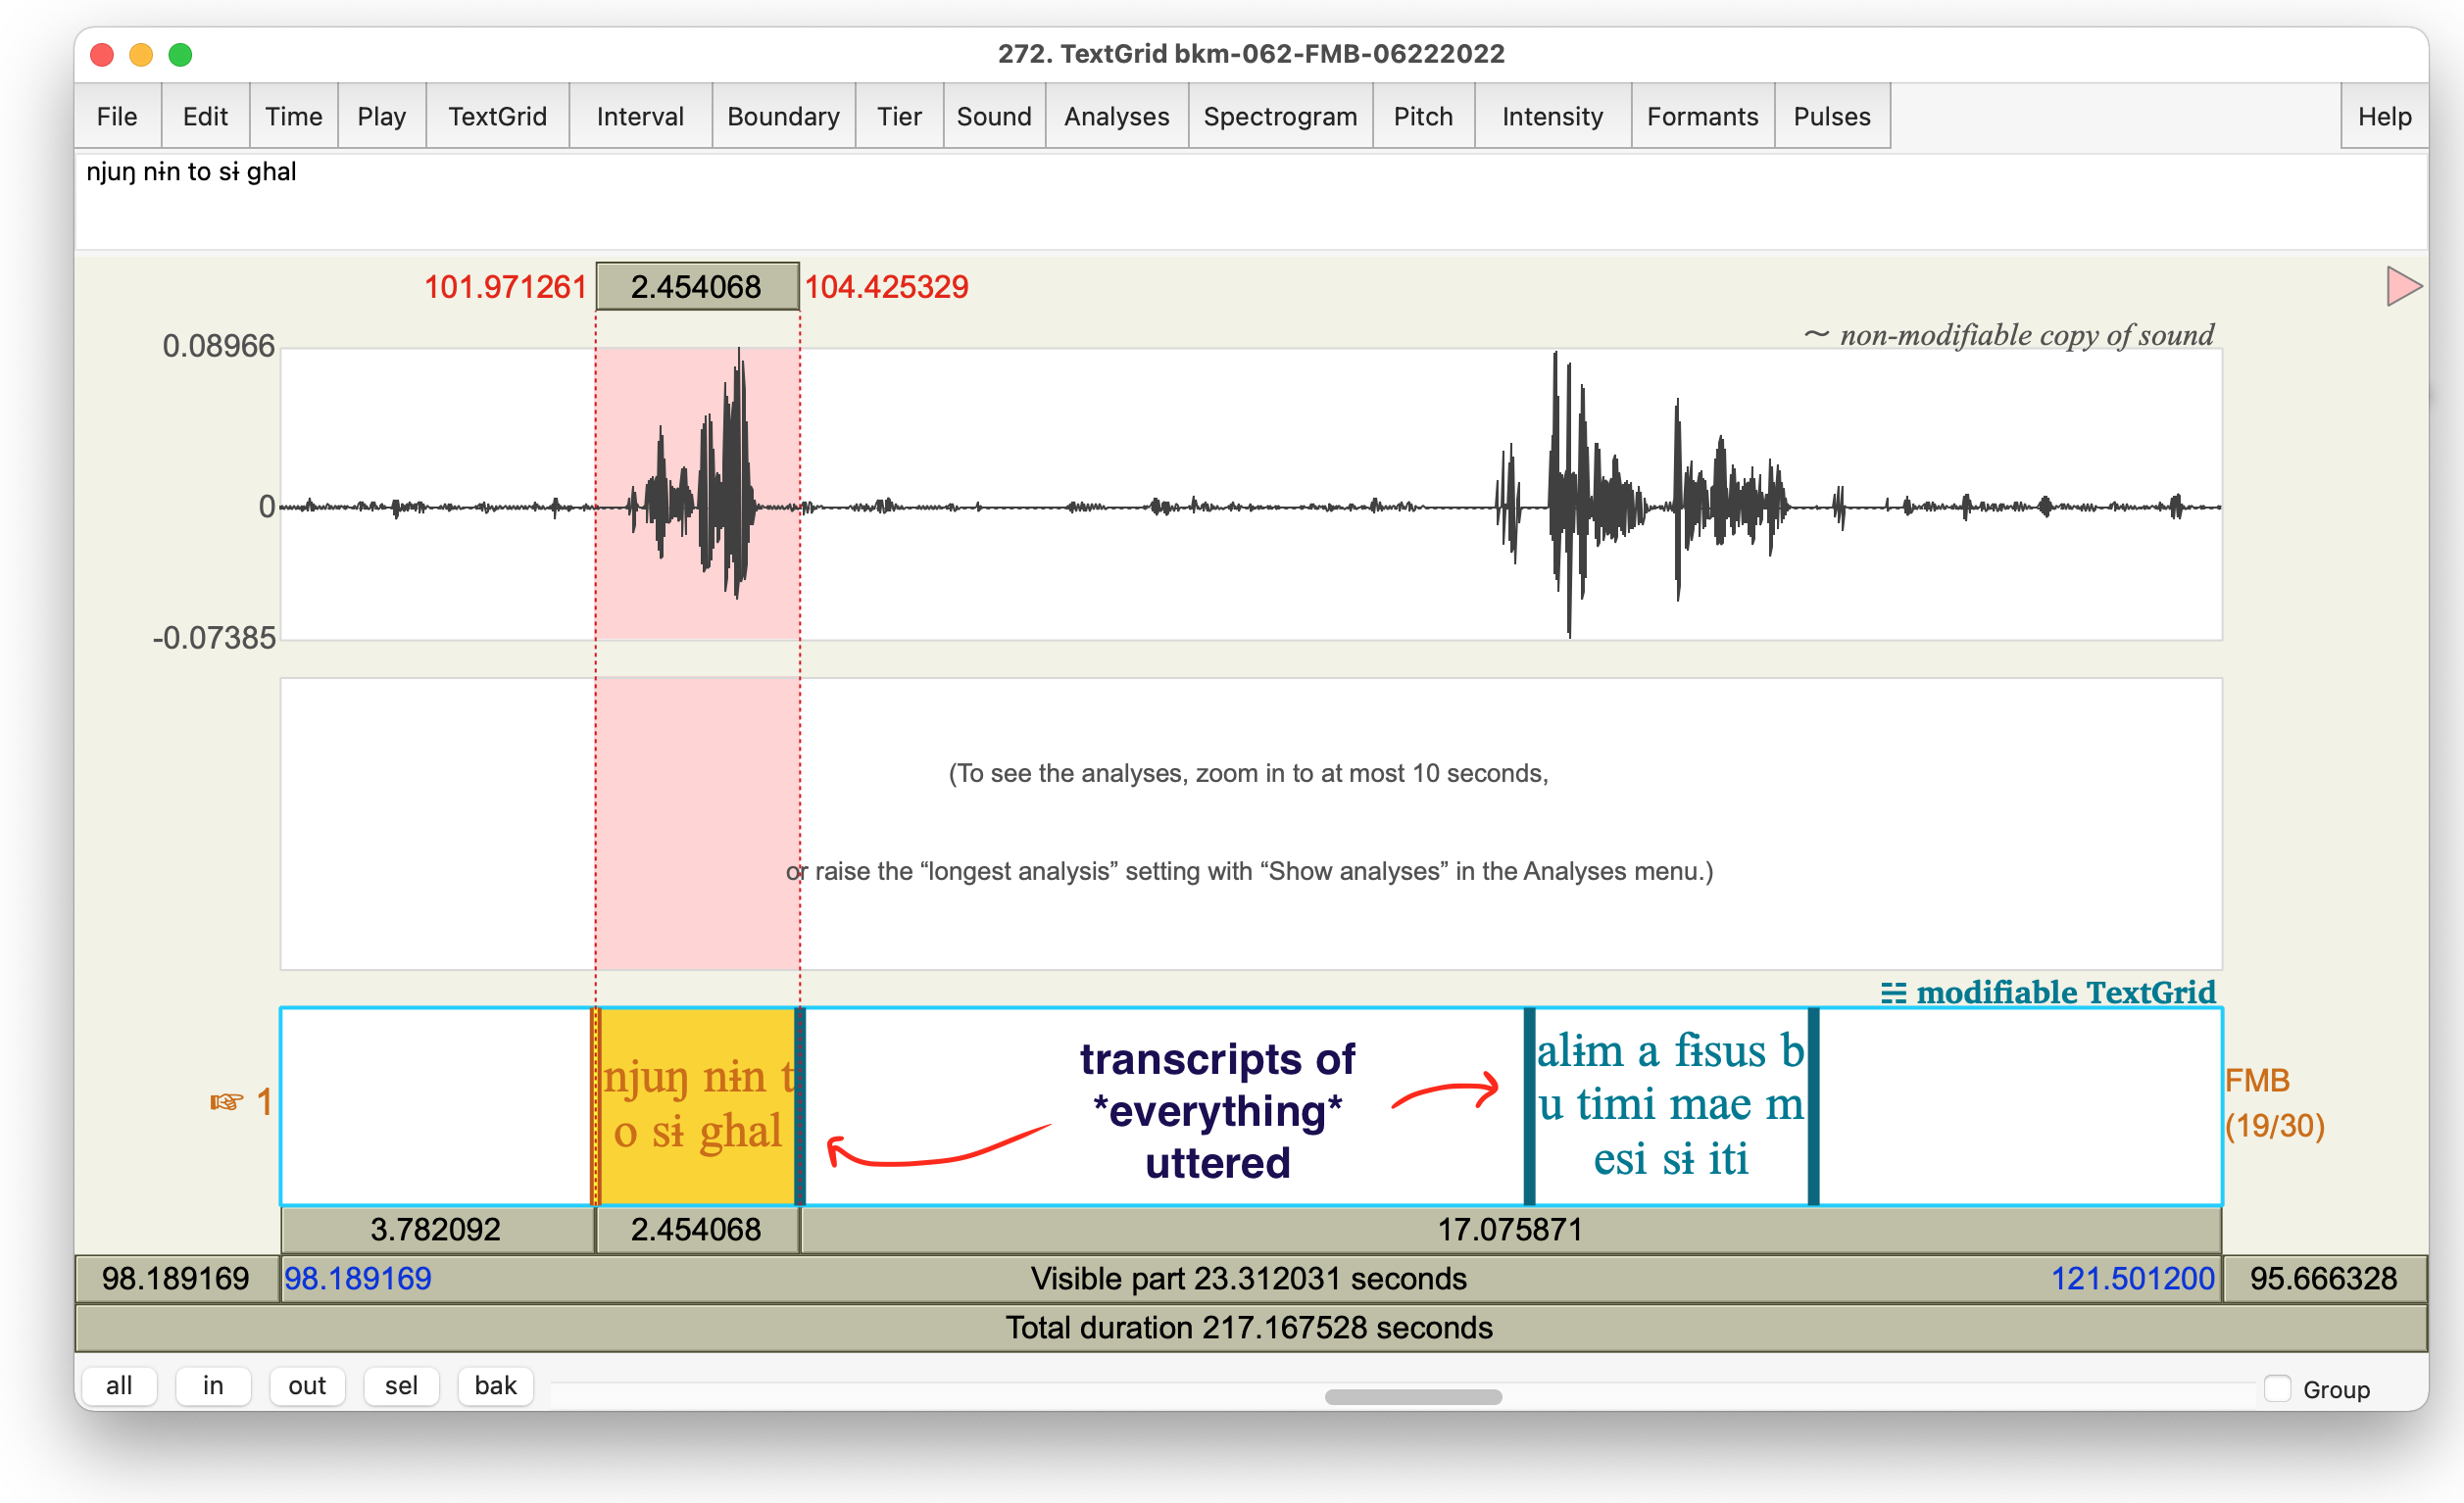 272. TextGrid bkm-062-FMB-06222022
File Edit Time Play TextGrid Interval Boundary Tier Sound Analyses Spectrogram Pitch Intensity Formants Pulses Help
njuŋ nɨn to sɨ ghal
101.971261 2.454068 104.425329
~ non-modifiable copy of sound
0.08966
0
-0.07385
(To see the analyses, zoom in to at most 10 seconds,
or raise the “longest analysis” setting with “Show analyses” in the Analyses menu.)
☵ modifiable TextGrid
☞ 1
njuŋ nɨn t
o sɨ ghal
transcripts of
*everything*
uttered
alɨm a fɨsus b
u timi mae m
esi sɨ iti
FMB
(19/30)
3.782092 2.454068 17.075871
98.189169 98.189169 Visible part 23.312031 seconds 121.501200 95.666328
Total duration 217.167528 seconds
all in out sel bak Group